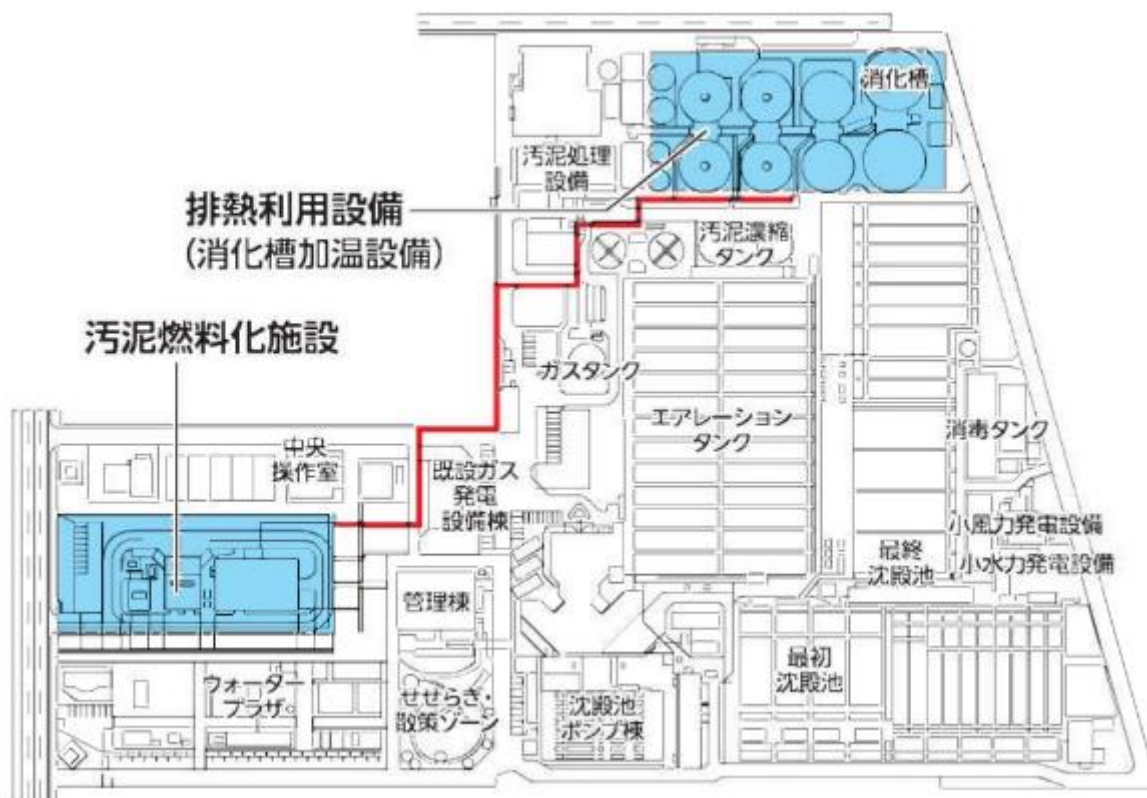 消化槽
汚泥処理
設備
排熱利用設備
(消化槽加温設備)
汚泥濃縮
タンク
汚泥燃料化施設
ガスタンク
エアレーション
タンク
消毒タンク
中央
操作室
既設ガス
発電
設備棟
小風力発電設備
最終
沈殿池
小水力発電設備
管理棟
最初
沈殿池
ウォーター
プラザ
せせらぎ・
散策ゾーン
沈殿池
ポンプ棟